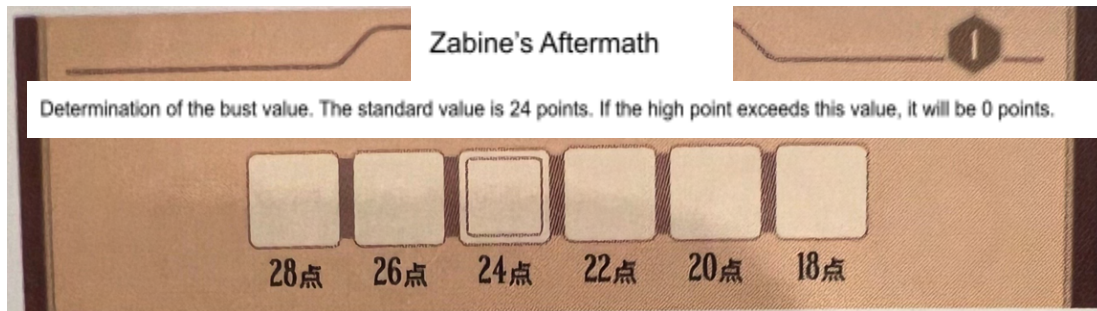 Zabine's Aftermath
1
Determination of the bust value. The standard value is 24 points. If the high point exceeds this value, it will be 0 points.
28点 26点 24点 22点 20点 18点